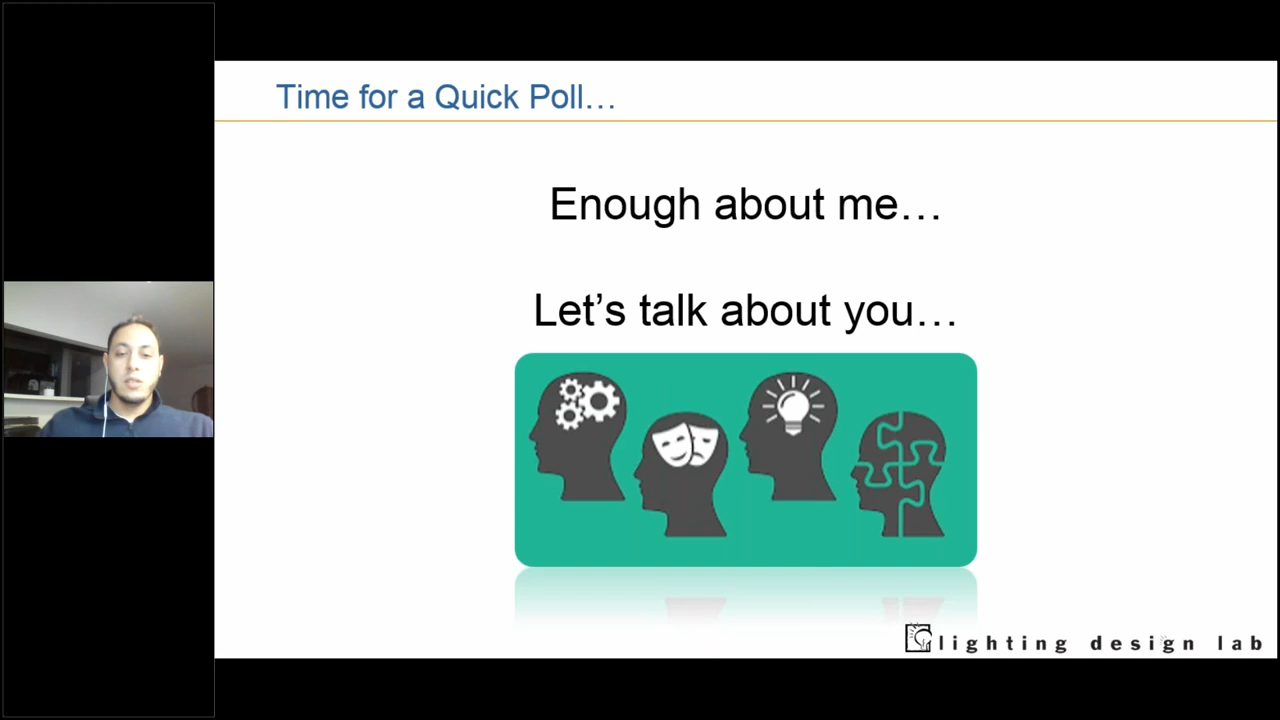 Time for a Quick Poll…
Enough about me…
Let’s talk about you…
lighting design lab